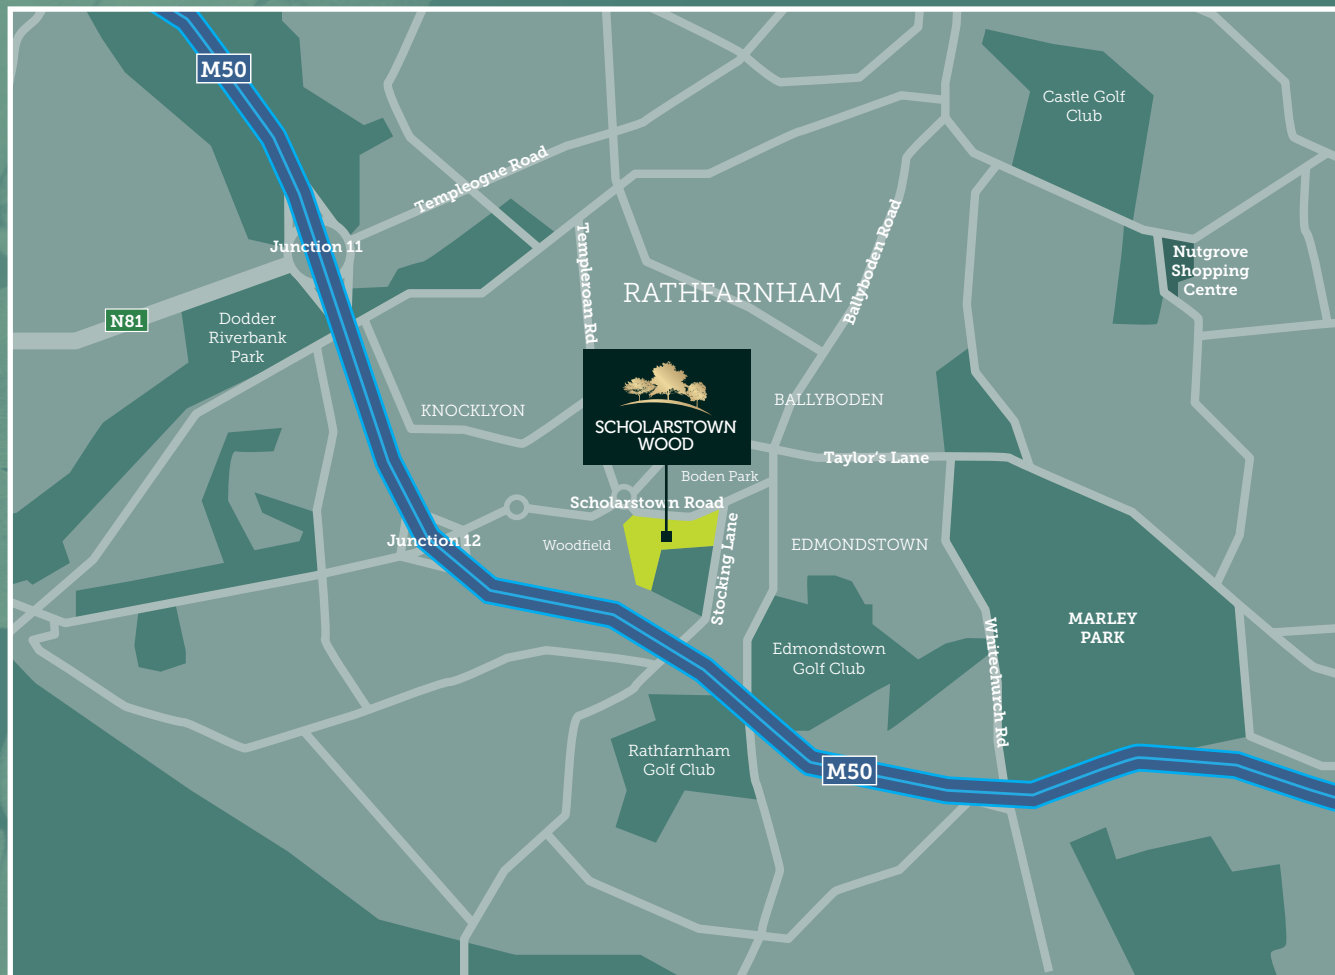 M50
Castle Golf
Club
Templeogue Road
Junction 11
Templeroan Rd
Ballyboden Road
Nutgrove
Shopping
Centre
RATHFARNHAM
N81
Dodder
Riverbank
Park
KNOCKLYON
SCHOLARSTOWN
WOOD
BALLYBODEN
Taylor's Lane
Boden Park
Scholarstown Road
Junction 12
Woodfield
Stocking Lane
EDMONDSTOWN
MARLEY
PARK
Edmondstown
Golf Club
Whitechurch Rd
Rathfarnham
Golf Club
M50